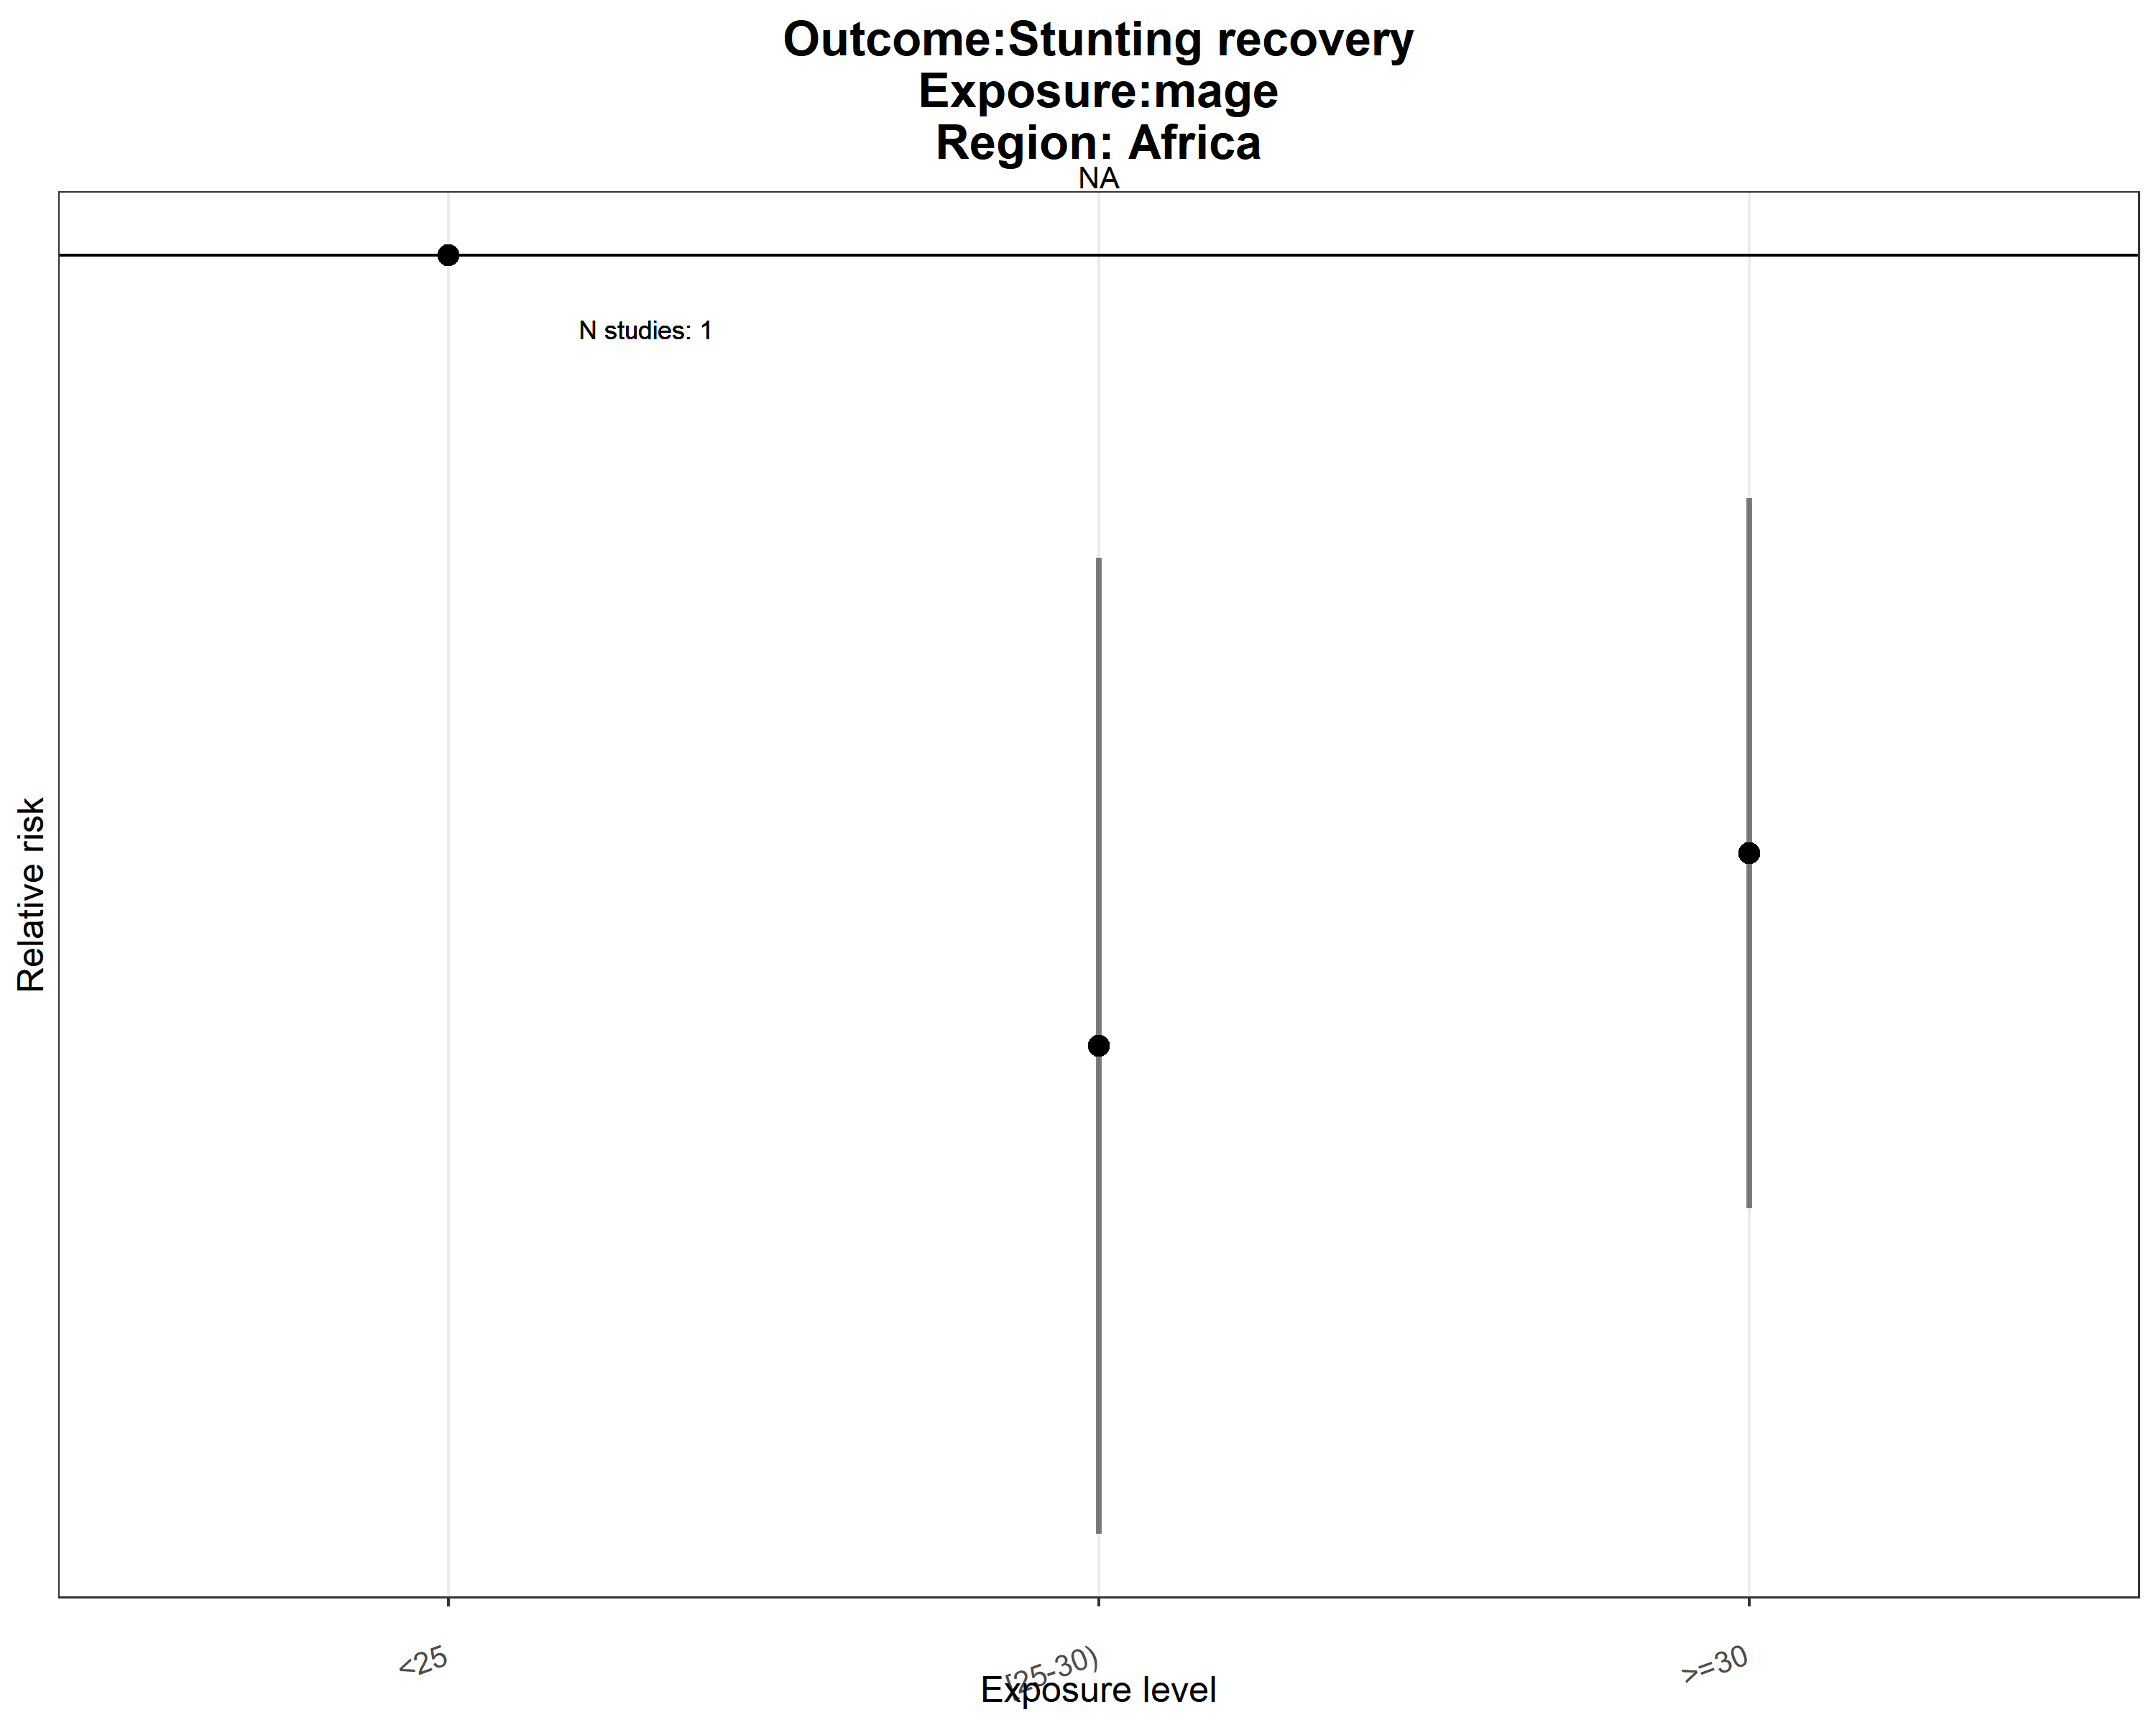 Outcome:Stunting recovery
Exposure:mage
Region: Africa
NA
N studies: 1
Relative risk
<25
[25-30)
>=30
Exposure level